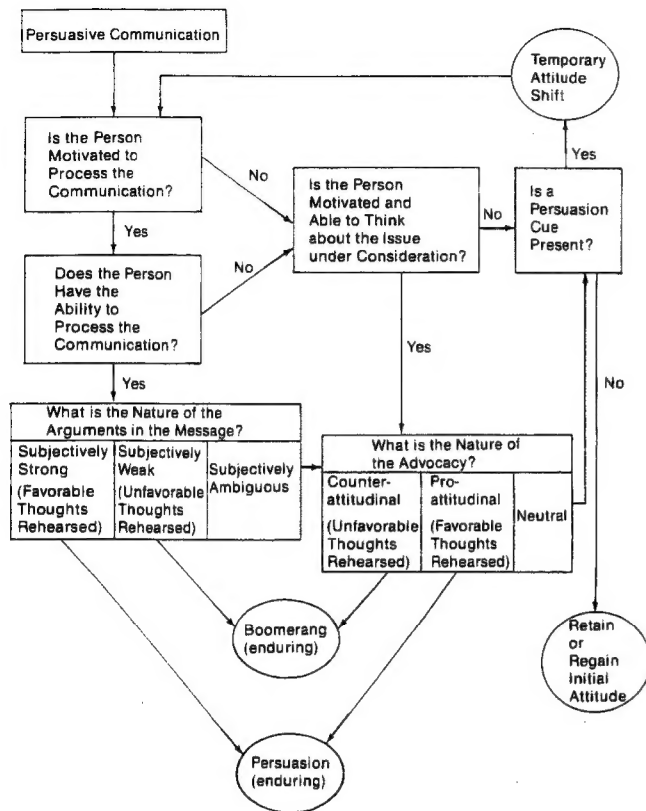 Persuasive Communication
Temporary
Attitude
Shift
Is the Person
Motivated to
Process the
Communication?
No
Is the Person
Motivated and
Able to Think
about the Issue
under Consideration?
No
Yes
Is a
Persuasion
Cue
Present?
Yes
Does the Person
Have the
Ability to
Process the
Communication?
No
Yes
Yes
No
What is the Nature of the
Arguments in the Message?
Subjectively
Strong
(Favorable
Thoughts
Rehearsed)
Subjectively
Weak
(Unfavorable
Thoughts
Rehearsed)
Subjectively
Ambiguous
What is the Nature of
the Advocacy?
Counter-
attitudinal
(Unfavorable
Thoughts
Rehearsed)
Pro-
attitudinal
(Favorable
Thoughts
Rehearsed)
Neutral
Boomerang
(enduring)
Retain
or
Regain
Initial
Attitude
Persuasion
(enduring)